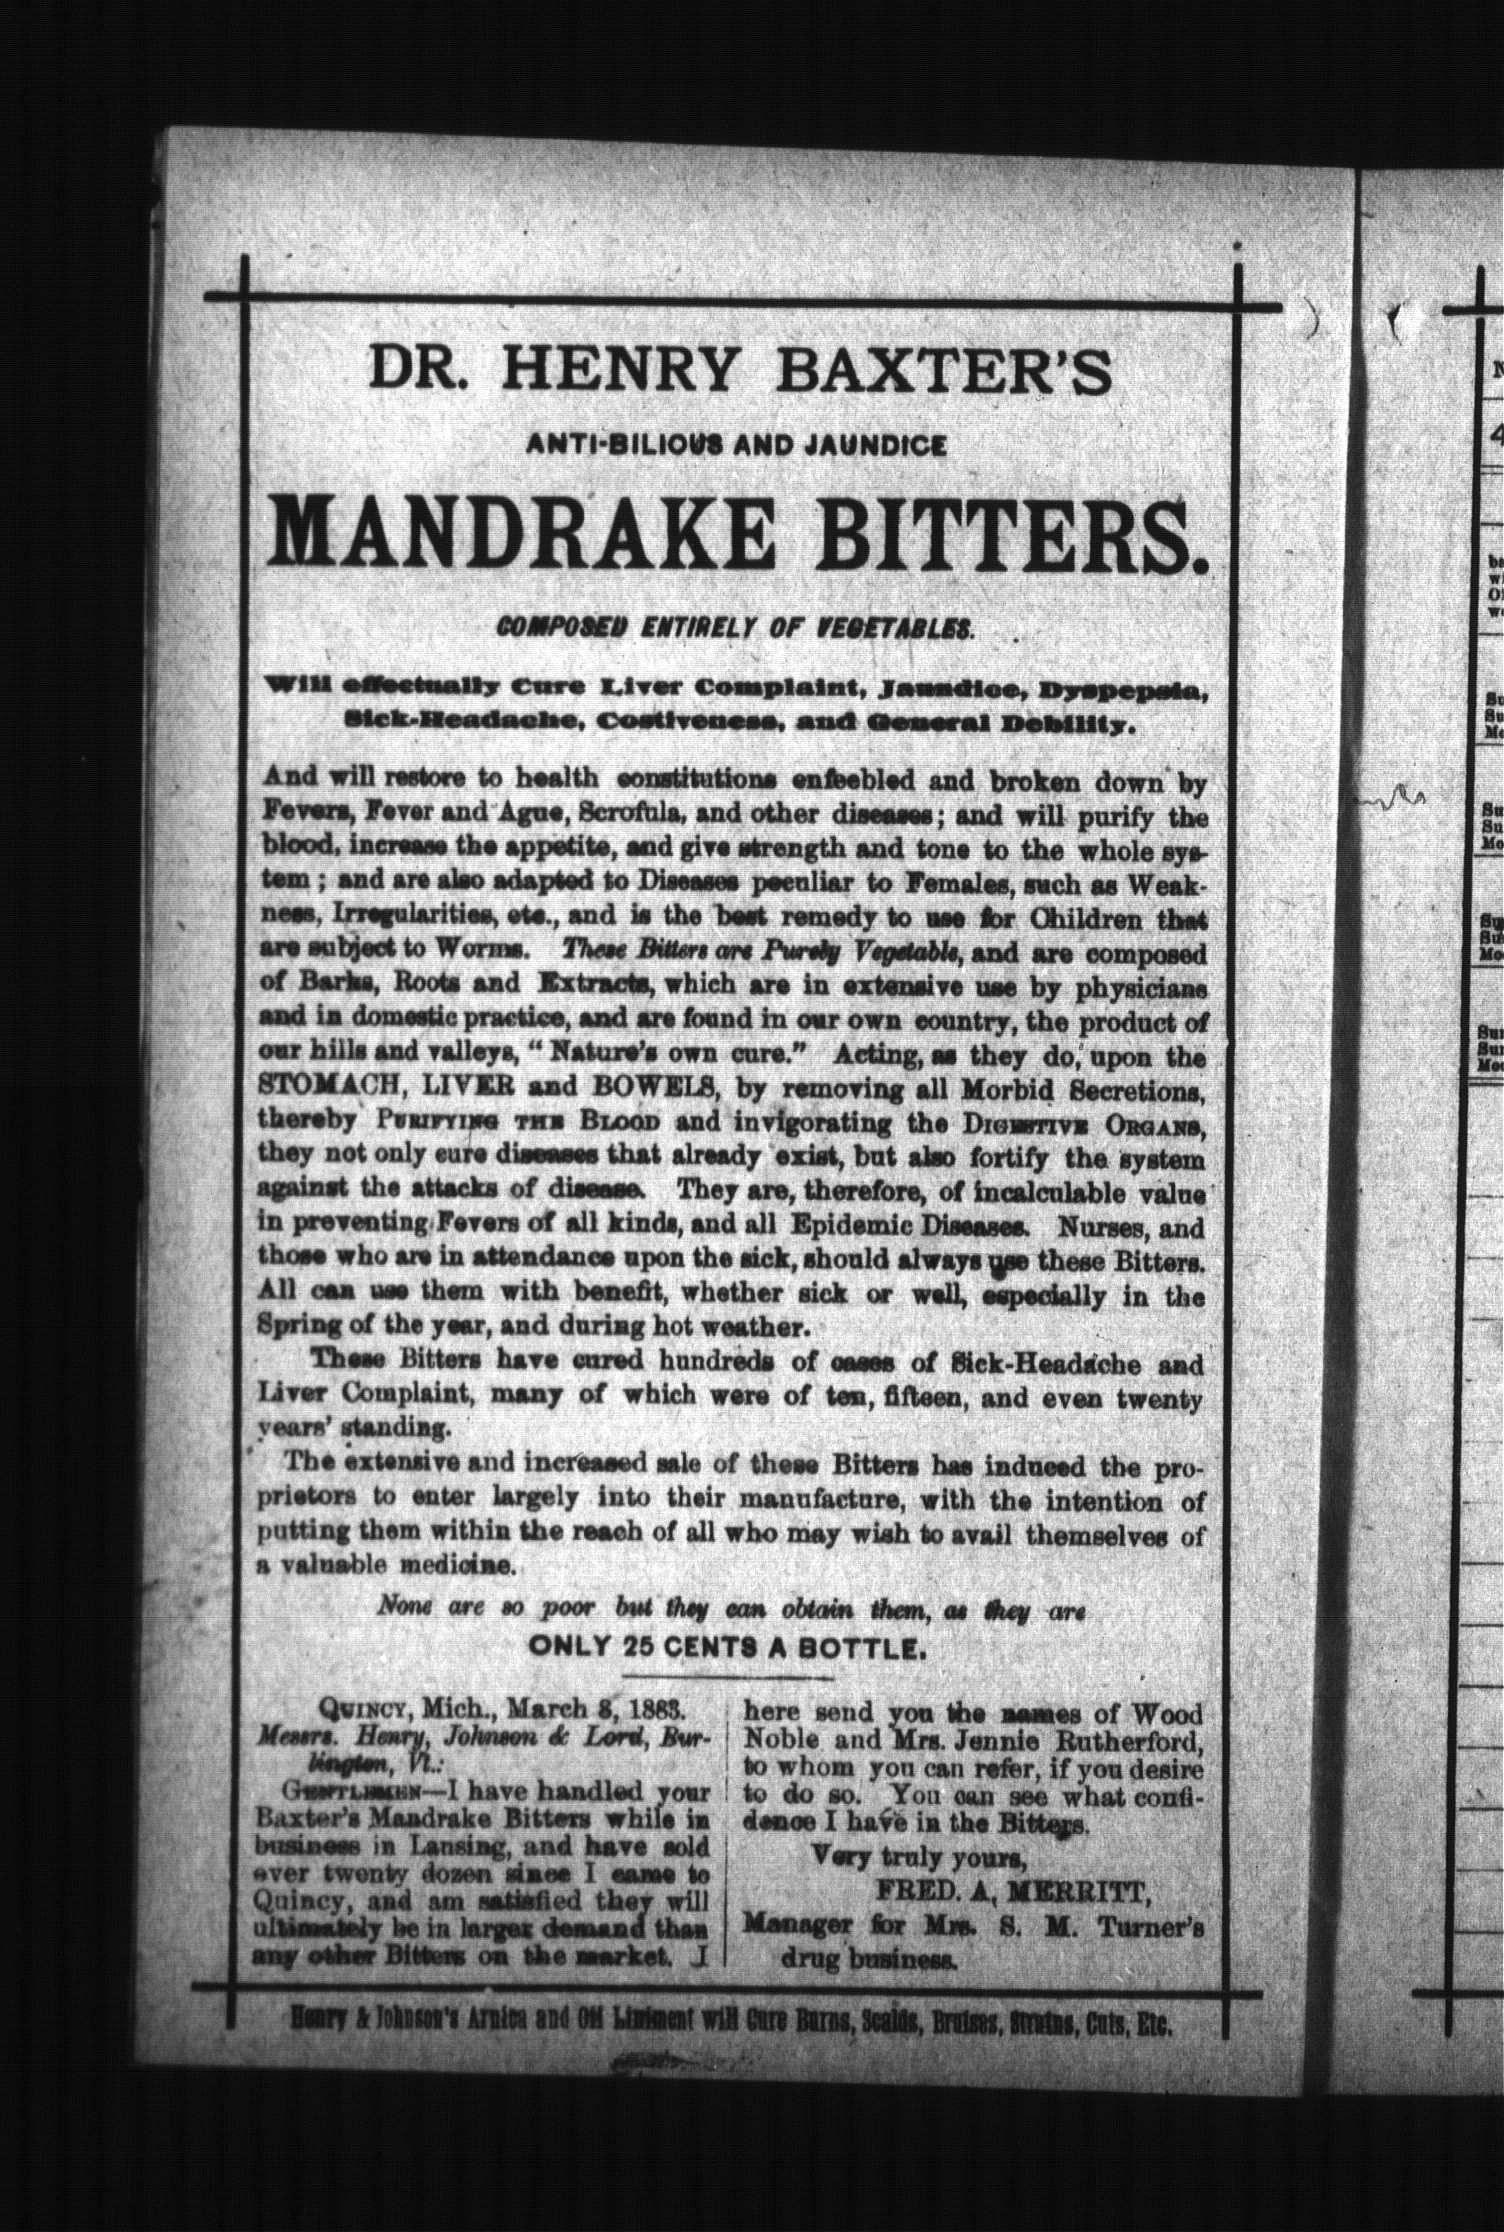 DR. HENRY BAXTER'S
ANTI-BILIOUS AND JAUNDICE
MANDRAKE BITTERS.
COMPOSED ENTIRELY OF VEGETABLES.
Will effectually Cure Liver Complaint, Jaundice, Dyspepsia,
Sick-Headache, Costiveness, and General Debility.
And will restore to health constitutions enfeebled and broken down by
Fevers, Fever and Ague, Scrofula, and other diseases; and will purify the
blood, increase the appetite, and give strength and tone to the whole sys-
tem; and are also adapted to Diseases peculiar to Females, such as Weak-
ness, Irregularities, etc., and is the best remedy to use for Children that
are subject to Worms. These Bitters are Purely Vegetable, and are composed
of Barks, Roots and Extracts, which are in extensive use by physicians
and in domestic practice, and are found in our own country, the product of
our hills and valleys, "Nature's own cure." Acting, as they do, upon the
STOMACH, LIVER and BOWELS, by removing all Morbid Secretions,
thereby PURIFYING THE BLOOD and invigorating the DIGESTIVE ORGANS,
they not only cure diseases that already exist, but also fortify the system
against the attacks of disease. They are, therefore, of incalculable value
in preventing Fevers of all kinds, and all Epidemic Diseases. Nurses, and
those who are in attendance upon the sick, should always use these Bitters.
All can use them with benefit, whether sick or well, especially in the
Spring of the year, and during hot weather.
These Bitters have cured hundreds of cases of Sick-Headache and
Liver Complaint, many of which were of ten, fifteen, and even twenty
years' standing.
The extensive and increased sale of these Bitters has induced the pro-
prietors to enter largely into their manufacture, with the intention of
putting them within the reach of all who may wish to avail themselves of
a valuable medicine.
None are so poor but they can obtain them, as they are
ONLY 25 CENTS A BOTTLE.
QUINCY, Mich., March 8, 1883.
Messrs. Henry, Johnson & Lord, Bur-
lington, Vt.:
GENTLEMEN—I have handled your
Baxter's Mandrake Bitters while in
business in Lansing, and have sold
over twenty dozen since I came to
Quincy, and am satisfied they will
ultimately be in larger demand than
any other Bitters on the market. I
here send you the names of Wood
Noble and Mrs. Jennie Rutherford,
to whom you can refer, if you desire
to do so. You can see what confi-
dence I have in the Bitters.
Very truly yours,
FRED. A. MERRITT,
Manager for Mrs. S. M. Turner's
drug business.
Henry & Johnson's Arnica and Oil Liniment will Cure Burns, Scalds, Bruises, Strains, Cuts, Etc.